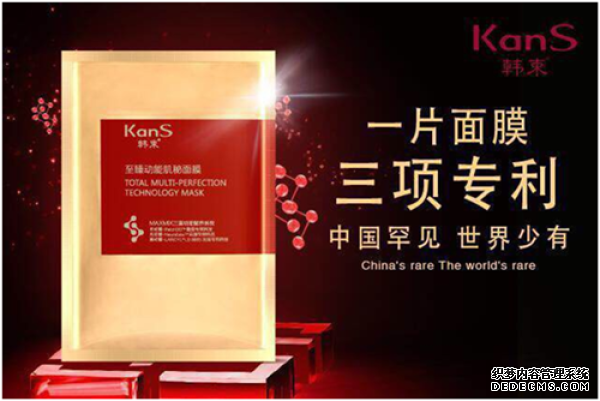 KanS
韩束
KanS
韩束
至臻动能肌秘面膜
TOTAL MULTI-PERFECTION
TECHNOLOGY MASK
一片面膜
三项专利
中国罕见 世界少有
China's rare The world's rare
织梦内容管理系统
DEDECMS.COM